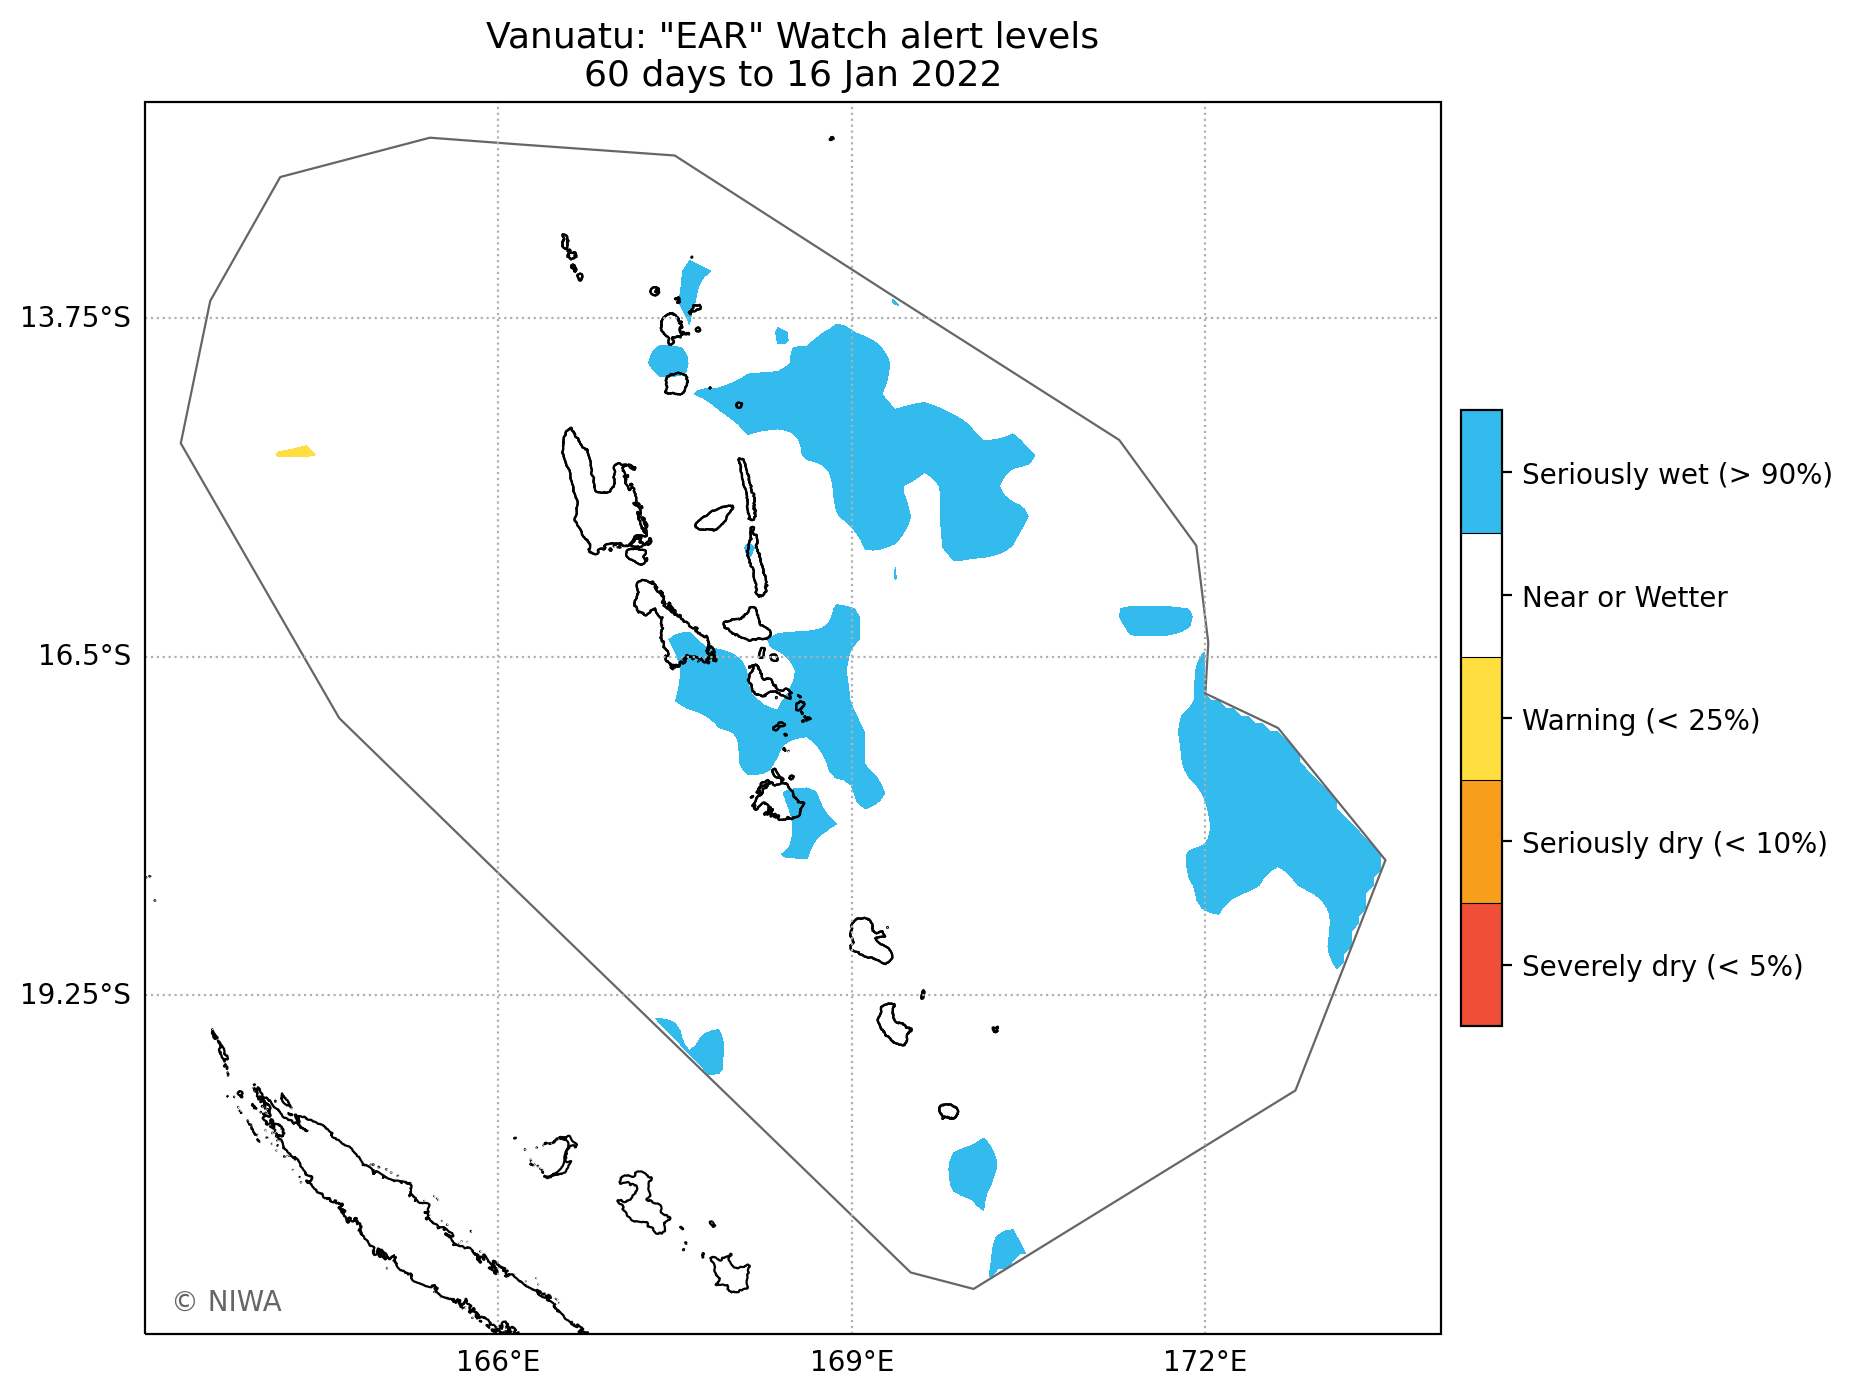 Vanuatu: "EAR" Watch alert levels
60 days to 16 Jan 2022
13.75°S
16.5°S
19.25°S
166°E
169°E
172°E
Seriously wet (> 90%)
Near or Wetter
Warning (< 25%)
Seriously dry (< 10%)
Severely dry (< 5%)
© NIWA